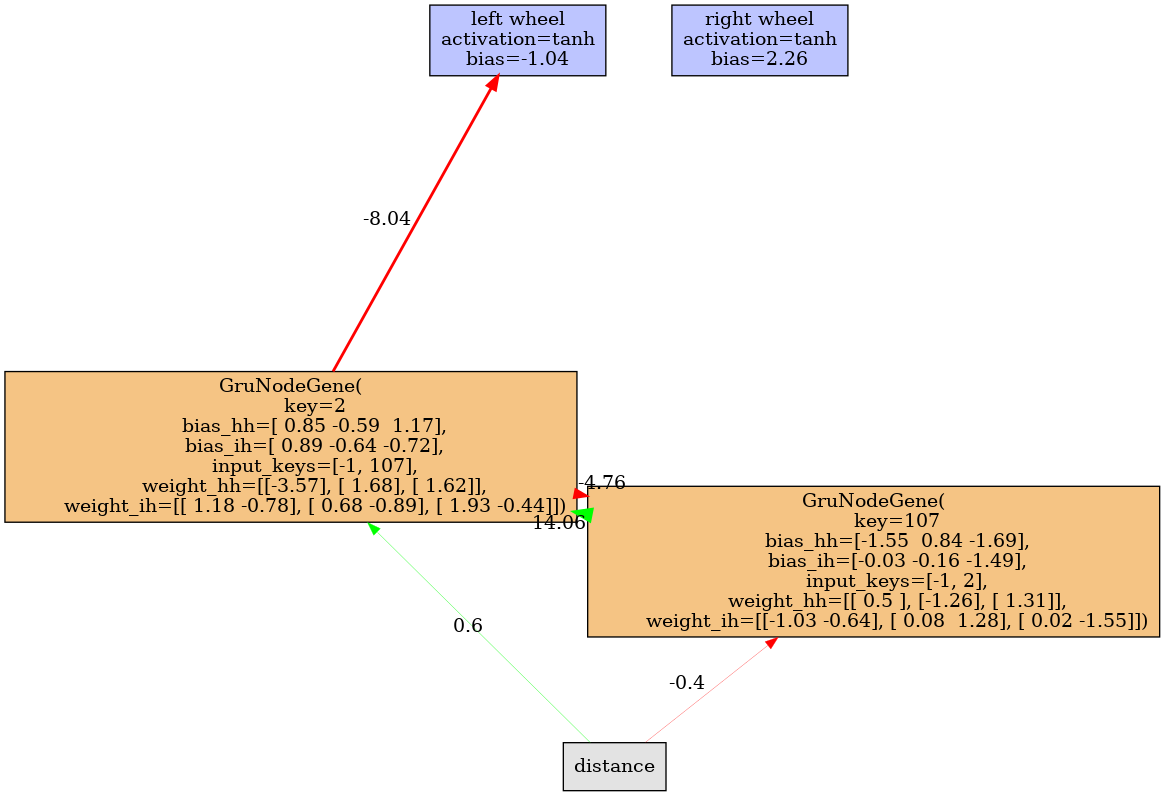 left wheel
activation=tanh
bias=-1.04
right wheel
activation=tanh
bias=2.26
-8.04
GruNodeGene(
key=2
bias_hh=[ 0.85 -0.59  1.17],
bias_ih=[ 0.89 -0.64 -0.72],
input_keys=[-1, 107],
weight_hh=[[-3.57], [ 1.68], [ 1.62]],
weight_ih=[[ 1.18 -0.78], [ 0.68 -0.89], [ 1.93 -0.44]])
-4.76
14.06
GruNodeGene(
key=107
bias_hh=[-1.55  0.84 -1.69],
bias_ih=[-0.03 -0.16 -1.49],
input_keys=[-1, 2],
weight_hh=[[ 0.5 ], [-1.26], [ 1.31]],
weight_ih=[[-1.03 -0.64], [ 0.08  1.28], [ 0.02 -1.55]])
0.6
-0.4
distance